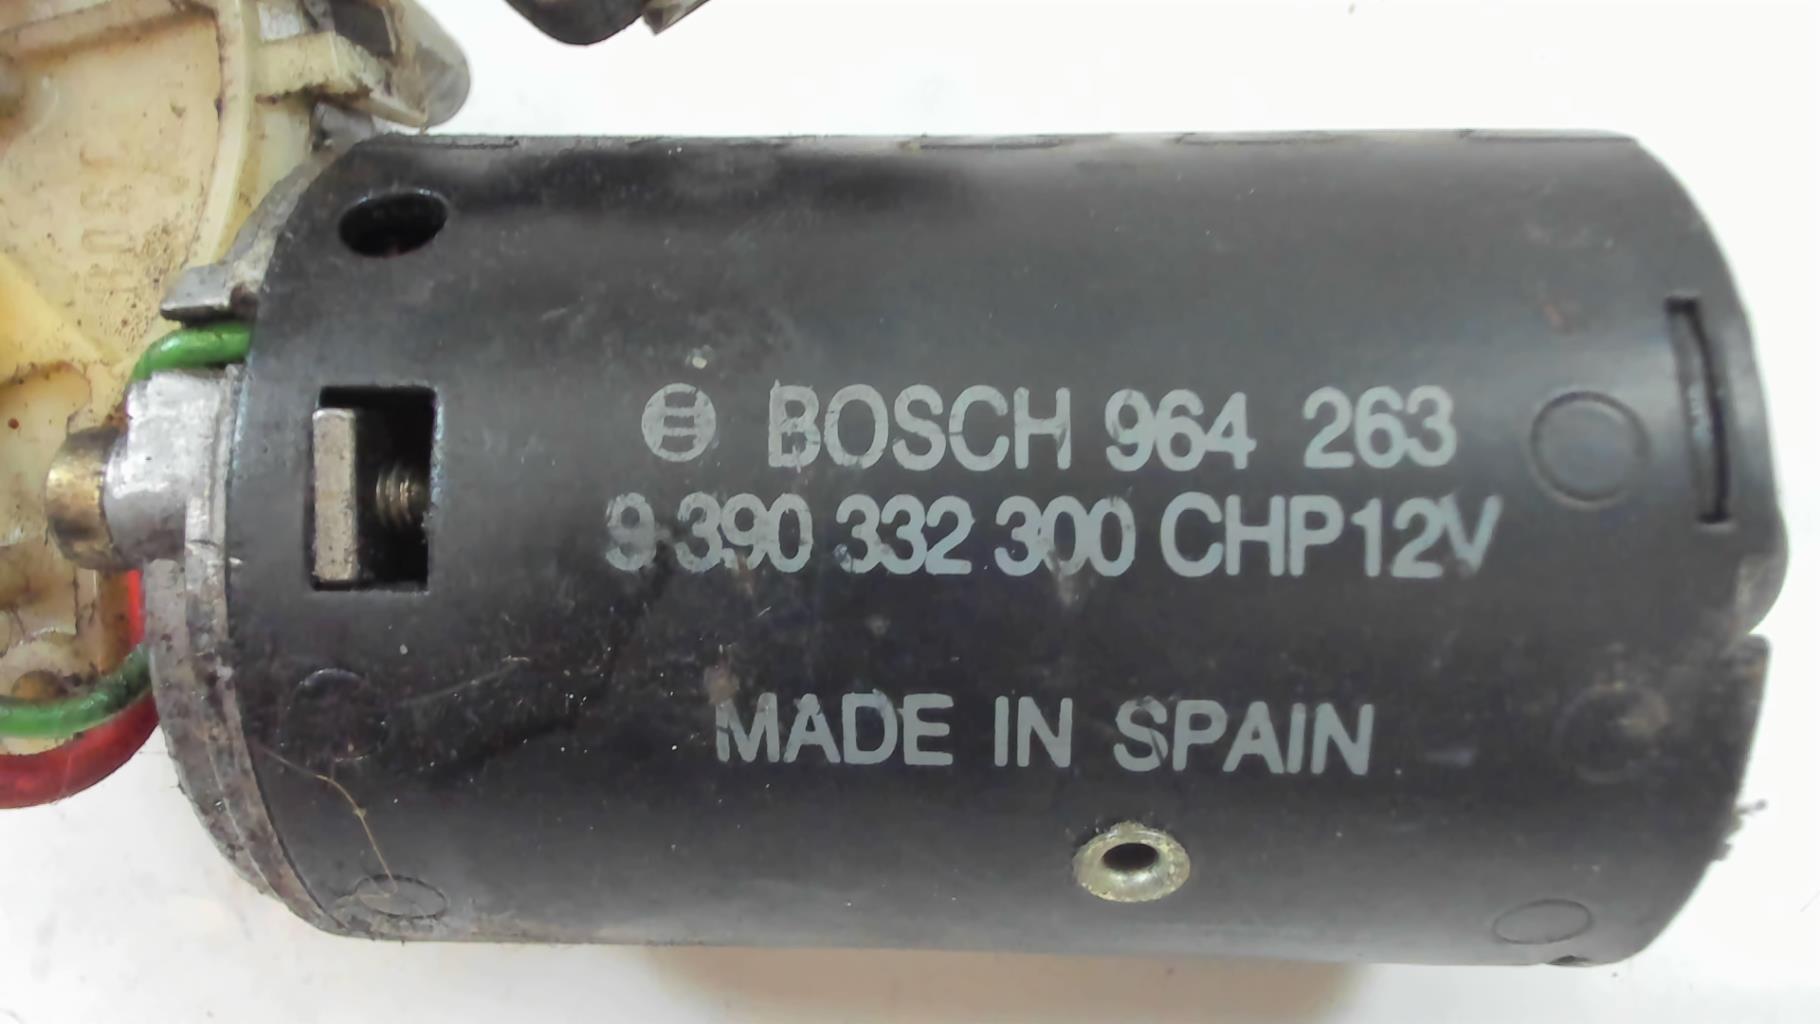 BOSCH 964 263
9 390 332 300 CHP12V
MADE IN SPAIN